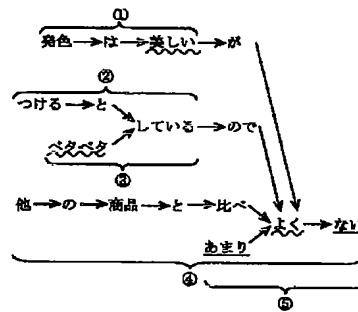 ①
発色→は→美しい→が
②
つける→と
している→ので
ベタベタ
③
他→の→商品→と→比べ
よく→ない
あまり
④
⑤